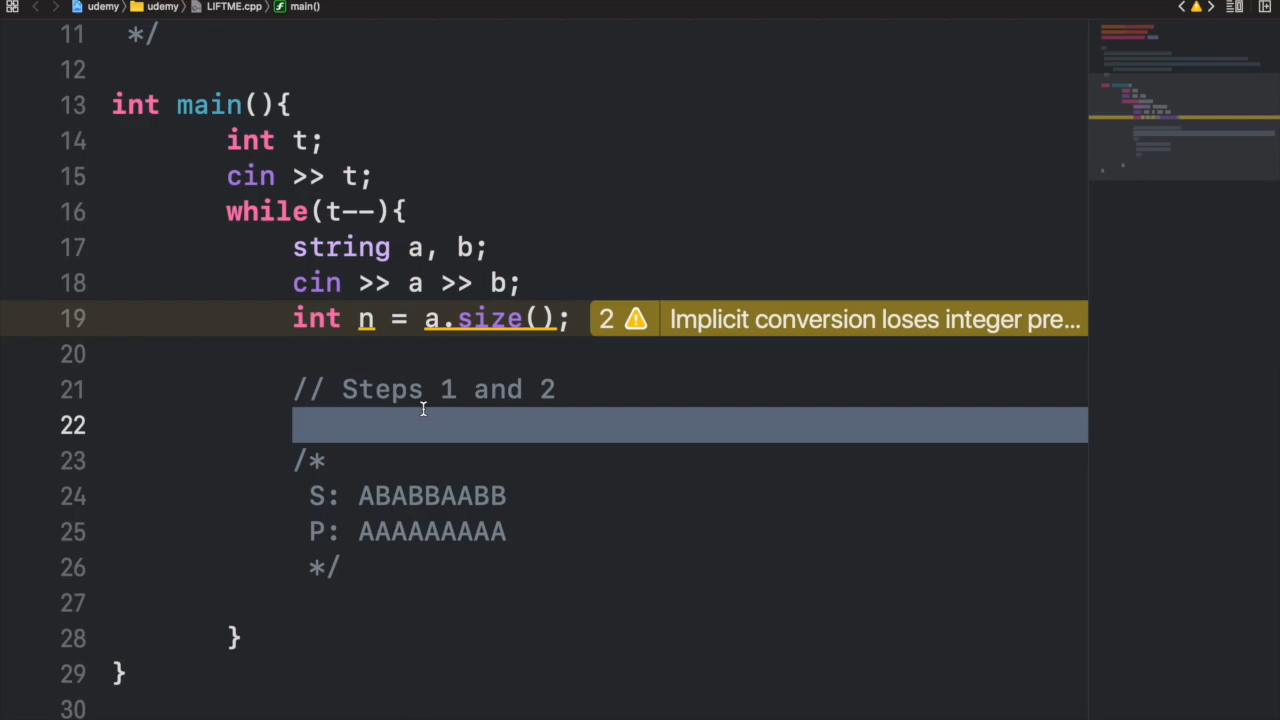 udemy udemy LIFTME.cpp main()
11 */
12
13 int main(){
14 int t;
15 cin >> t;
16 while(t--){
17 string a, b;
18 cin >> a >> b;
19 int n = a.size(); 2 Implicit conversion loses integer pre...
20
21 // Steps 1 and 2
22
23 /*
24 S: ABABBAABB
25 P: AAAAAAAAA
26 */
27
28 }
29 }
30